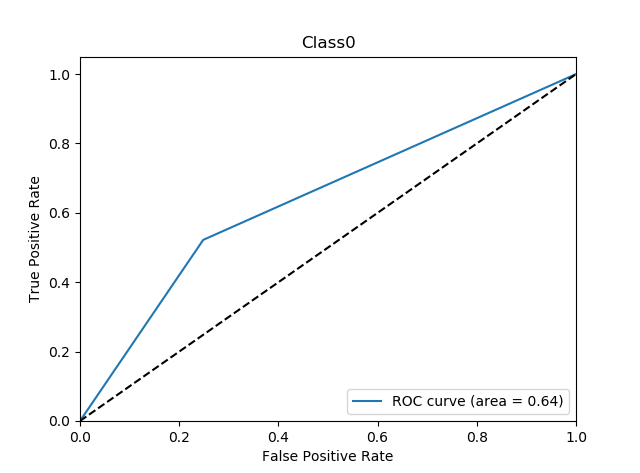 Class0
True Positive Rate
1.0
0.8
0.6
0.4
0.2
0.0
ROC curve (area = 0.64)
0.0 0.2 0.4 0.6 0.8 1.0
False Positive Rate